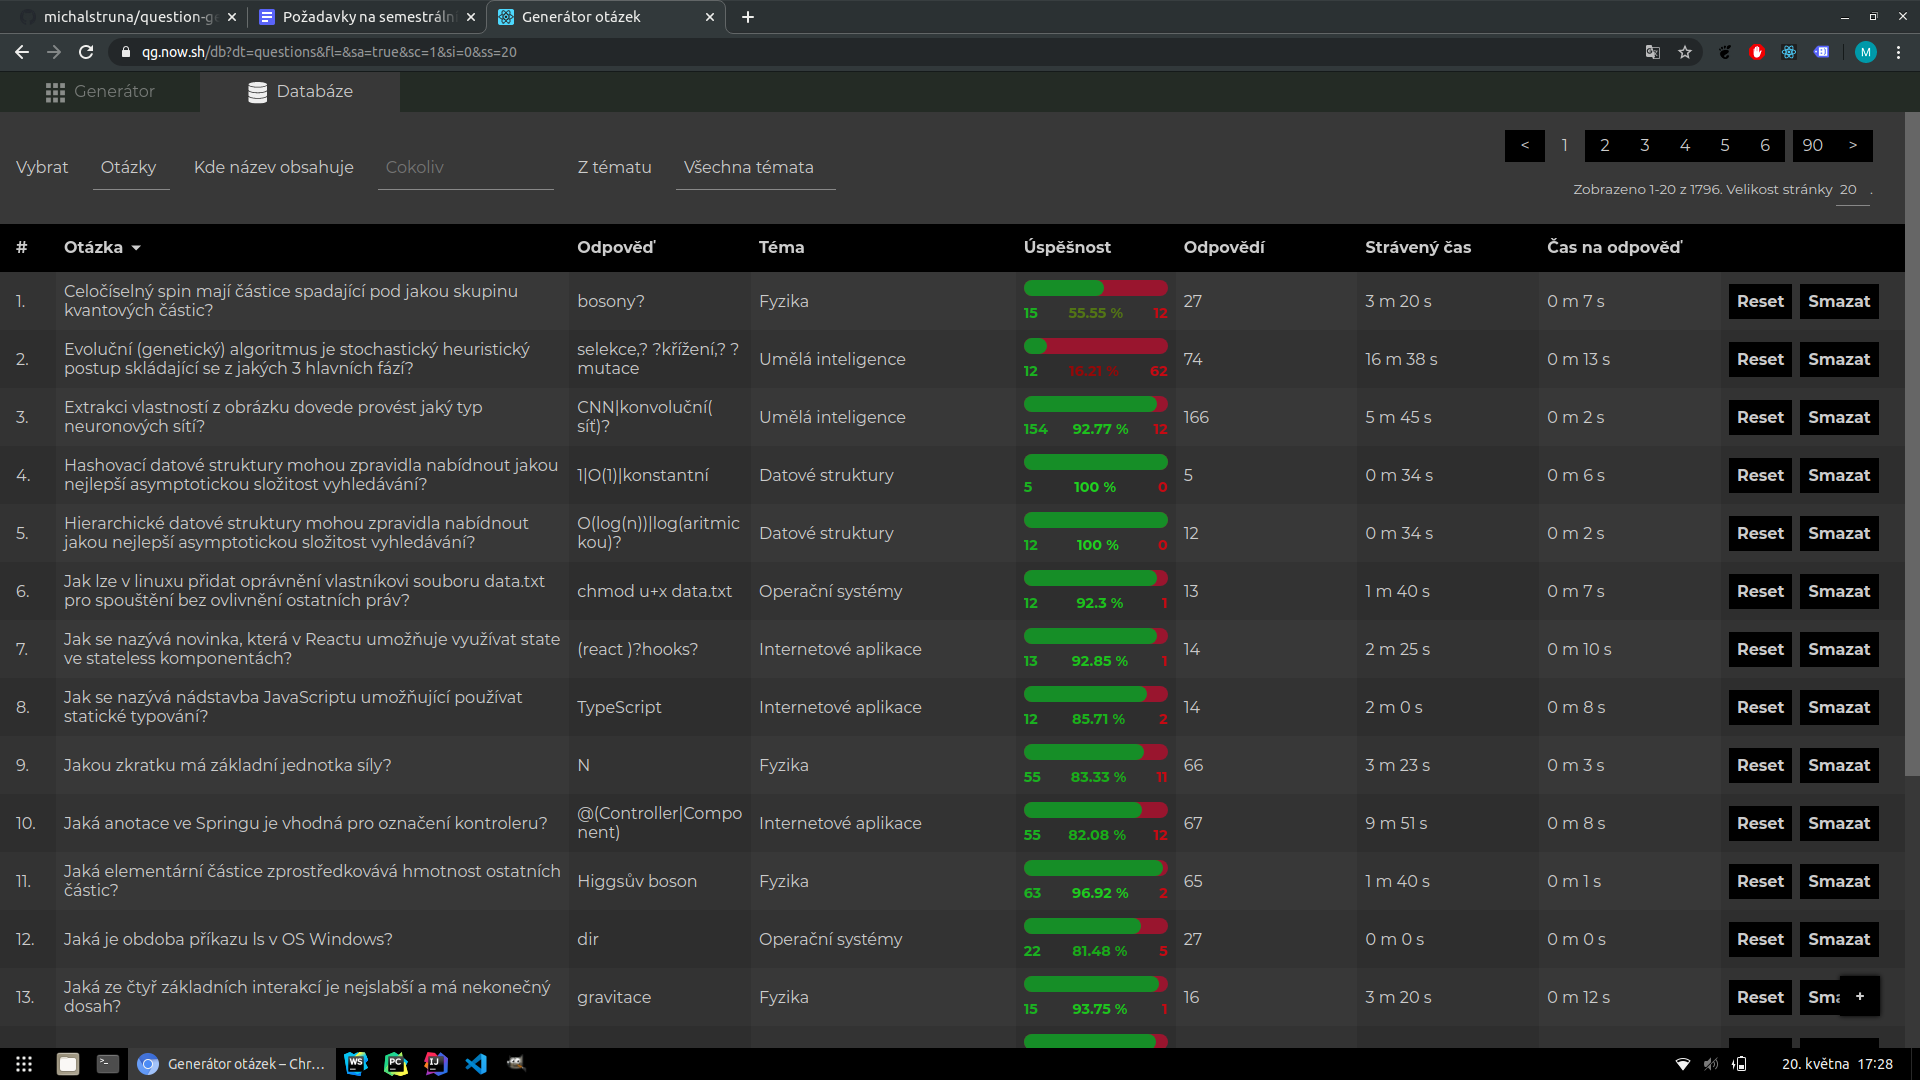 michalstruna/question-ge
Požadavky na semestrální
Generátor otázek
qg.now.sh/db?dt=questions&fl=&sa=true&sc=1&si=0&ss=20
M
Generátor
Databáze
Vybrat Otázky Kde název obsahuje Cokoliv Z tématu Všechna témata
< 1 2 3 4 5 6 90 >
Zobrazeno 1-20 z 1796. Velikost stránky 20 .
# Otázka Odpověď Téma Úspěšnost Odpovědí Strávený čas Čas na odpověď
1. Celočíselný spin mají částice spadající pod jakou skupinu
kvantových částic?
bosony? Fyzika 15 55.55 % 12 27 3 m 20 s 0 m 7 s Reset Smazat
2. Evoluční (genetický) algoritmus je stochastický heuristický
postup skládající se z jakých 3 hlavních fází?
selekce,? ?křížení,? ?
mutace
Umělá inteligence 12 16.21 % 62 74 16 m 38 s 0 m 13 s Reset Smazat
3. Extrakci vlastností z obrázku dovede provést jaký typ
neuronových sítí?
CNN|konvoluční(
síť)?
Umělá inteligence 154 92.77 % 12 166 5 m 45 s 0 m 2 s Reset Smazat
4. Hashovací datové struktury mohou zpravidla nabídnout jakou
nejlepší asymptotickou složitost vyhledávání?
1|O(1)|konstantní Datové struktury 5 100 % 0 5 0 m 34 s 0 m 6 s Reset Smazat
5. Hierarchické datové struktury mohou zpravidla nabídnout
jakou nejlepší asymptotickou složitost vyhledávání?
O(log(n))|log(aritmic
kou)?
Datové struktury 12 100 % 0 12 0 m 34 s 0 m 2 s Reset Smazat
6. Jak lze v linuxu přidat oprávnění vlastníkovi souboru data.txt
pro spouštění bez ovlivnění ostatních práv?
chmod u+x data.txt Operační systémy 12 92.3 % 1 13 1 m 40 s 0 m 7 s Reset Smazat
7. Jak se nazývá novinka, která v Reactu umožňuje využívat state
ve stateless komponentách?
(react )?hooks? Internetové aplikace 13 92.85 % 1 14 2 m 25 s 0 m 10 s Reset Smazat
8. Jak se nazývá nádstavba JavaScriptu umožňující používat
statické typování?
TypeScript Internetové aplikace 12 85.71 % 2 14 2 m 0 s 0 m 8 s Reset Smazat
9. Jakou zkratku má základní jednotka síly? N Fyzika 55 83.33 % 11 66 3 m 23 s 0 m 3 s Reset Smazat
10. Jaká anotace ve Springu je vhodná pro označení kontroleru?
@(Controller|Compo
nent)
Internetové aplikace 55 82.08 % 12 67 9 m 51 s 0 m 8 s Reset Smazat
11. Jaká elementární částice zprostředkovává hmotnost ostatních
částic?
Higgsův boson Fyzika 63 96.92 % 2 65 1 m 40 s 0 m 1 s Reset Smazat
12. Jaká je obdoba příkazu ls v OS Windows? dir Operační systémy 22 81.48 % 5 27 0 m 0 s 0 m 0 s Reset Smazat
13. Jaká ze čtyř základních interakcí je nejslabší a má nekonečný
dosah?
gravitace Fyzika 15 93.75 % 1 16 3 m 20 s 0 m 12 s Reset Sma +
Generátor otázek – Chr...
WS
PC
IJ
20. května 17:28